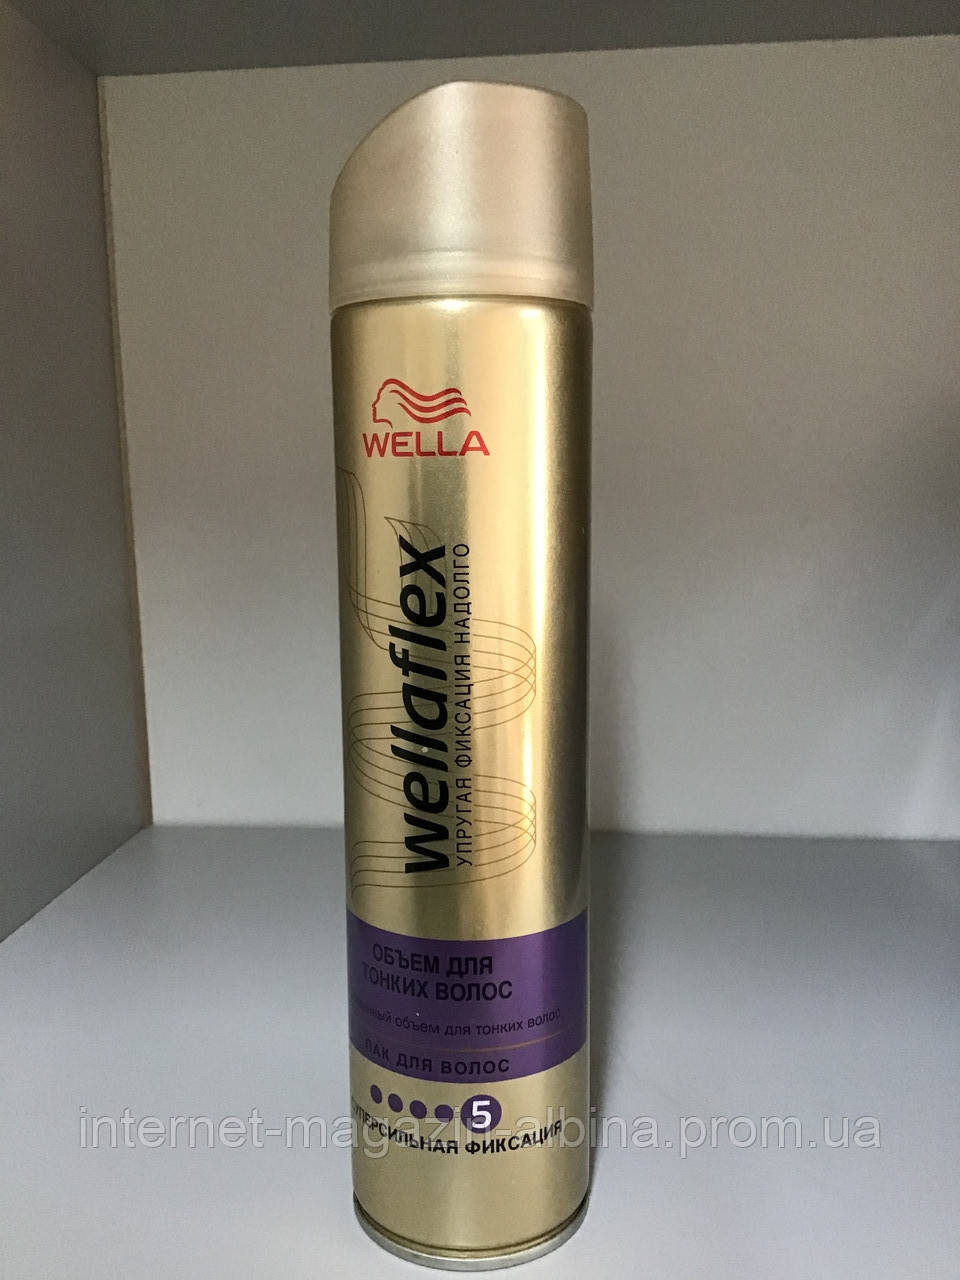 WELLA
wellaflex
УПРУГАЯ ФИКСАЦИЯ НАДОЛГО
ОБЪЕМ ДЛЯ
ТОНКИХ ВОЛОС
объем для тонких волос
ЛАК ДЛЯ ВОЛОС
5
СУПЕРСИЛЬНАЯ ФИКСАЦИЯ
internet-magazin-albina.prom.ua